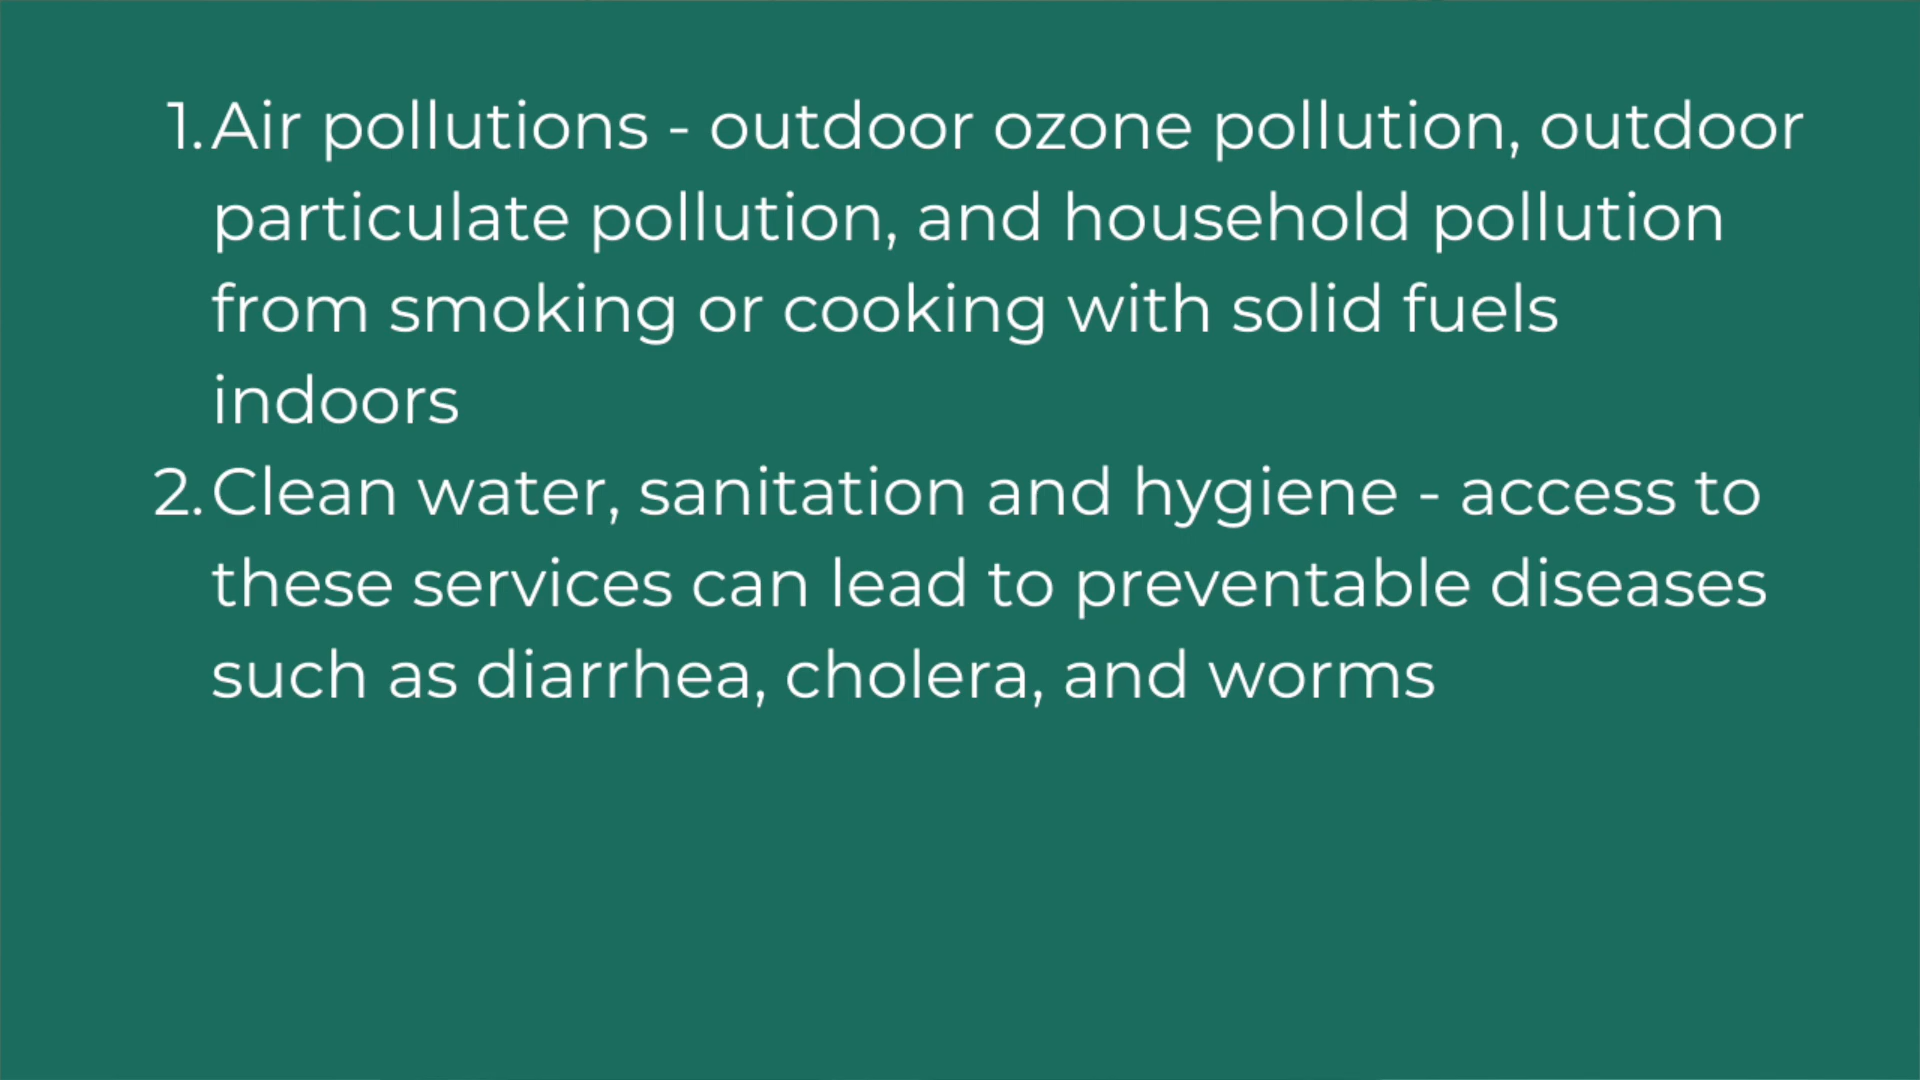 1. Air pollutions - outdoor ozone pollution, outdoor
particulate pollution, and household pollution
from smoking or cooking with solid fuels
indoors
2. Clean water, sanitation and hygiene - access to
these services can lead to preventable diseases
such as diarrhea, cholera, and worms